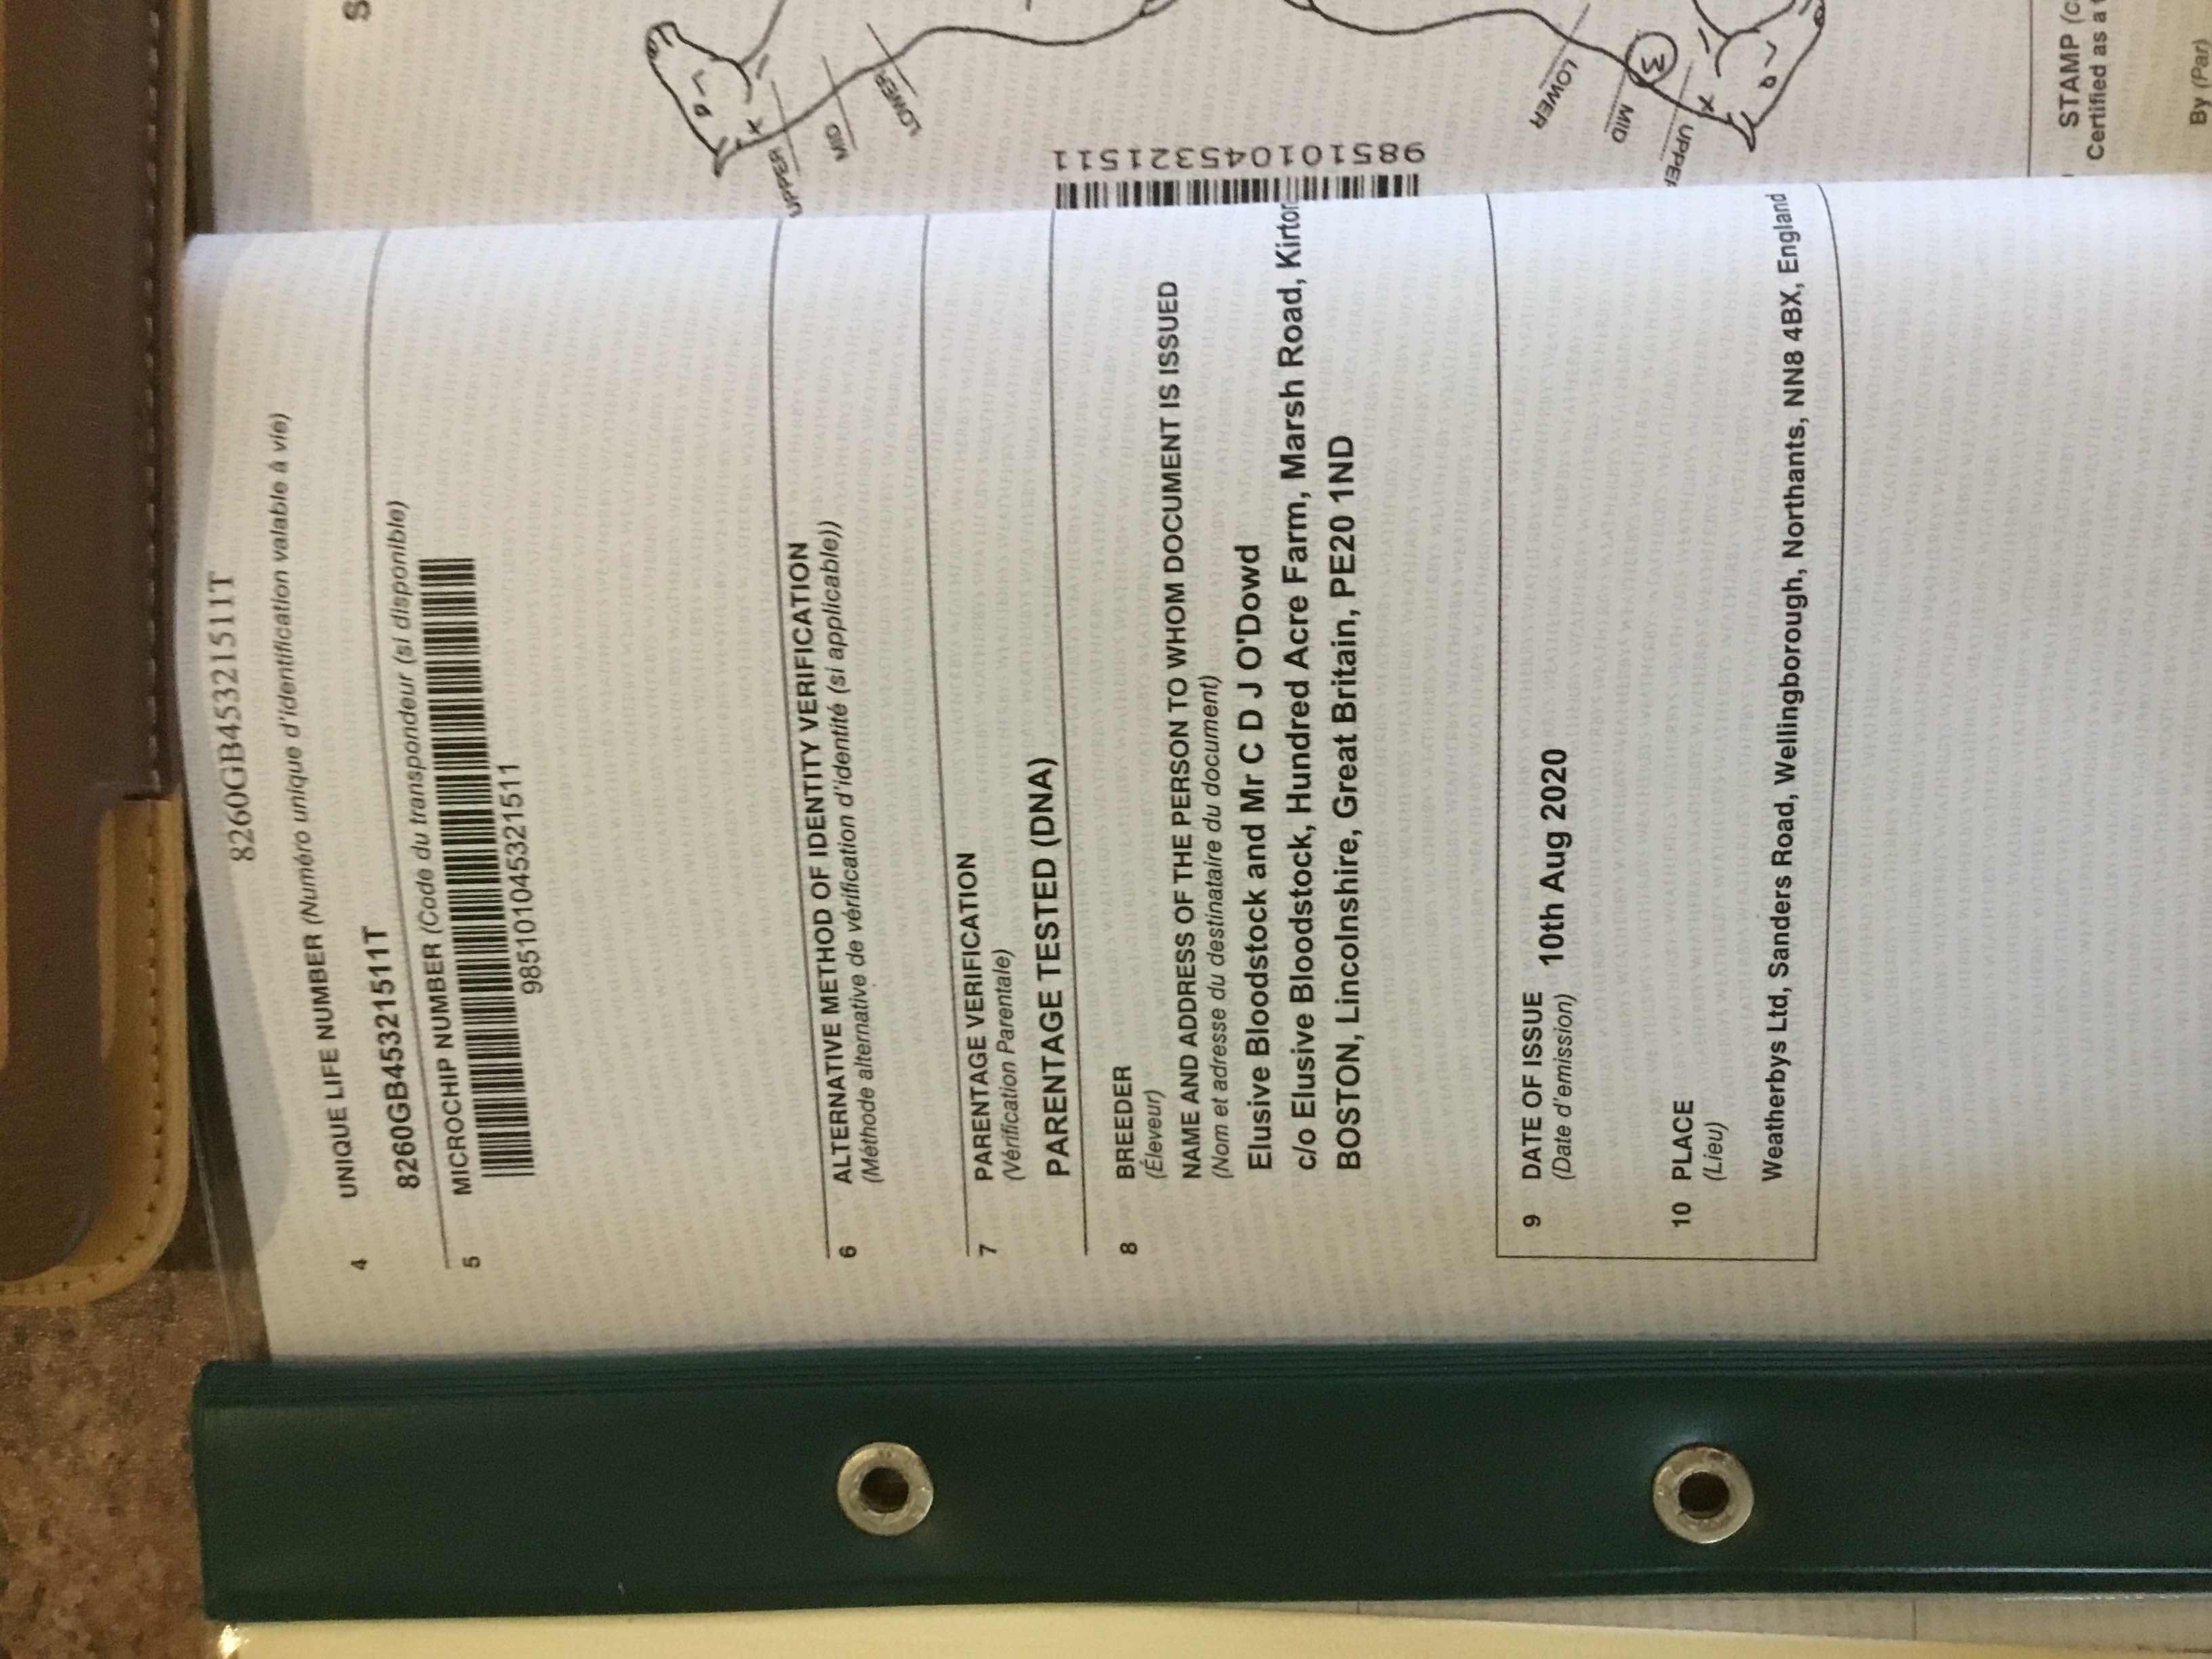 8260GB45321511T
4 UNIQUE LIFE NUMBER (Numéro unique d'identification valable à vie)
8260GB45321511T
5 MICROCHIP NUMBER (Code du transpondeur (si disponible)
985101045321511
6 ALTERNATIVE METHOD OF IDENTITY VERIFICATION
(Méthode alternative de vérification d'identité (si applicable))
7 PARENTAGE VERIFICATION
(Vérification Parentale)
PARENTAGE TESTED (DNA)
8 BREEDER
(Éleveur)
NAME AND ADDRESS OF THE PERSON TO WHOM DOCUMENT IS ISSUED
(Nom et adresse du destinataire du document)
Elusive Bloodstock and Mr C D J O'Dowd
c/o Elusive Bloodstock, Hundred Acre Farm, Marsh Road, Kirton
BOSTON, Lincolnshire, Great Britain, PE20 1ND
9 DATE OF ISSUE 10th Aug 2020
(Date d'emission)
10 PLACE
(Lieu)
Weatherbys Ltd, Sanders Road, Wellingborough, Northants, NN8 4BX, England
UPPER
MID
LOWER
985101045321511
LOWER
MID
3
UPPER
STAMP (c
Certified as a
By (Par)